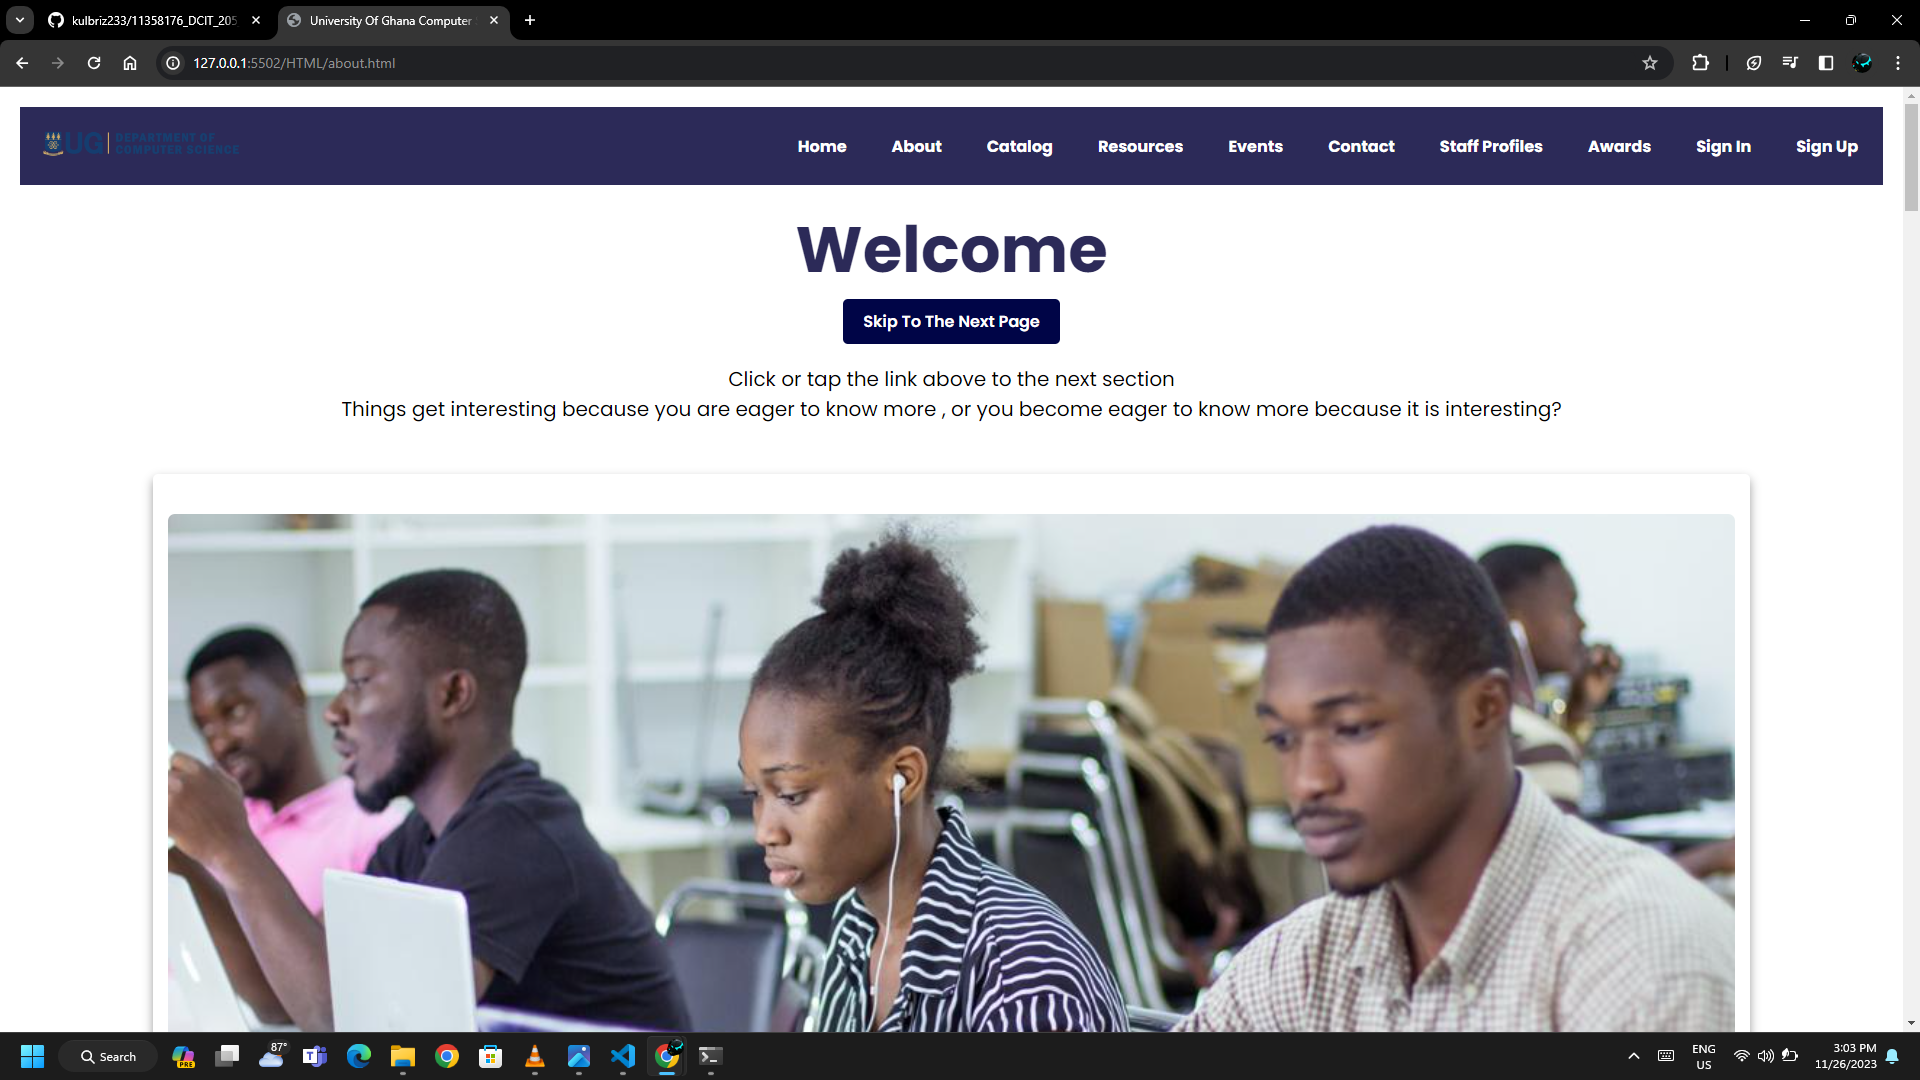 kulbriz233/11358176_DCIT_205
University Of Ghana Computer
127.0.0.1:5502/HTML/about.html
UG
DEPARTMENT OF
COMPUTER SCIENCE
Home
About
Catalog
Resources
Events
Contact
Staff Profiles
Awards
Sign In
Sign Up
Welcome
Skip To The Next Page
Click or tap the link above to the next section
Things get interesting because you are eager to know more , or you become eager to know more because it is interesting?
Search
PRE
87°
ENG
US
3:03 PM
11/26/2023